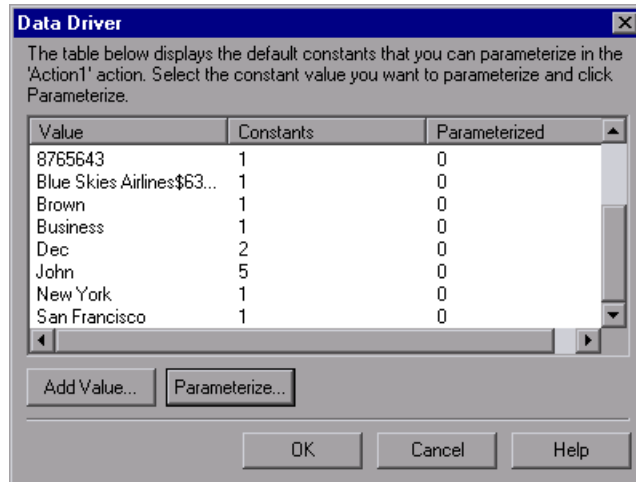 Data Driver
The table below displays the default constants that you can parameterize in the
'Action1' action. Select the constant value you want to parameterize and click
Parameterize.
Value Constants Parameterized
8765643 1 0
Blue Skies Airlines$63... 1 0
Brown 1 0
Business 1 0
Dec 2 0
John 5 0
New York 1 0
San Francisco 1 0
Add Value... Parameterize...
OK Cancel Help